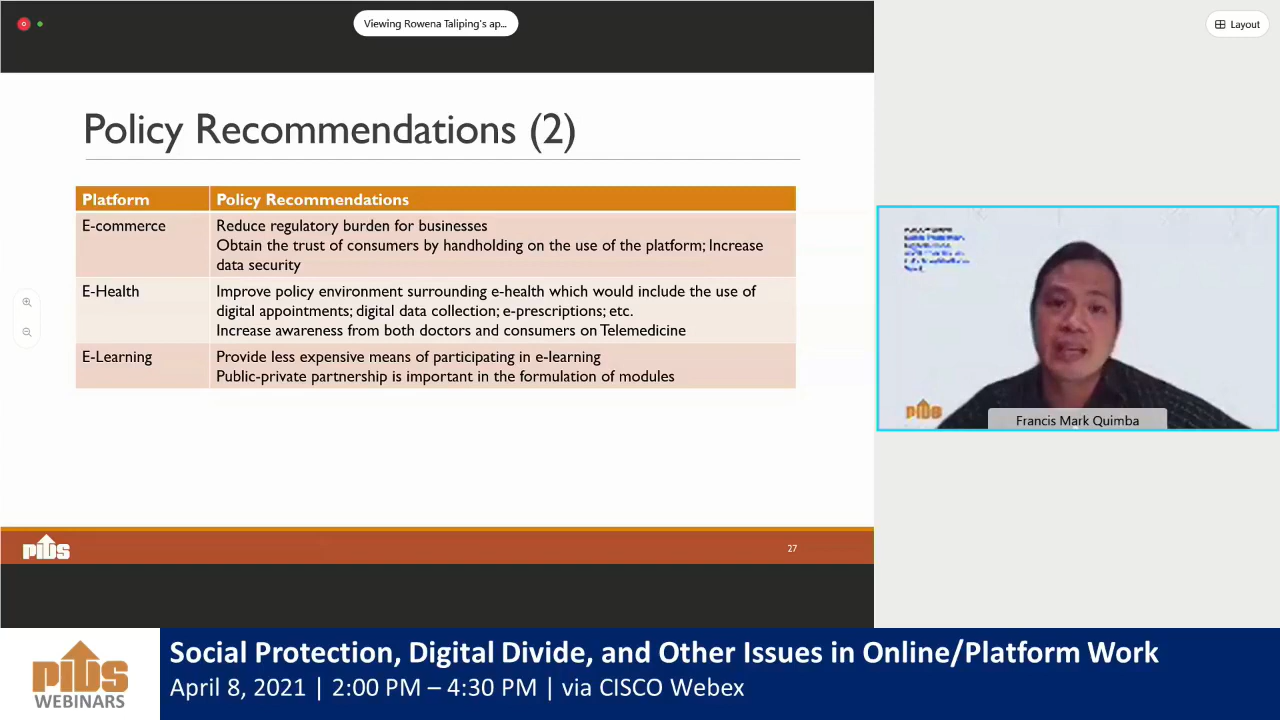 Viewing Rowena Taliping's ap...
Layout
Policy Recommendations (2)
Platform
Policy Recommendations
E-commerce
Reduce regulatory burden for businesses
Obtain the trust of consumers by handholding on the use of the platform; Increase
data security
E-Health
Improve policy environment surrounding e-health which would include the use of
digital appointments; digital data collection; e-prescriptions; etc.
Increase awareness from both doctors and consumers on Telemedicine
E-Learning
Provide less expensive means of participating in e-learning
Public-private partnership is important in the formulation of modules
PIDS
Francis Mark Quimba
PIDS
27
PIDS
WEBINARS
Social Protection, Digital Divide, and Other Issues in Online/Platform Work
April 8, 2021 | 2:00 PM – 4:30 PM | via CISCO Webex